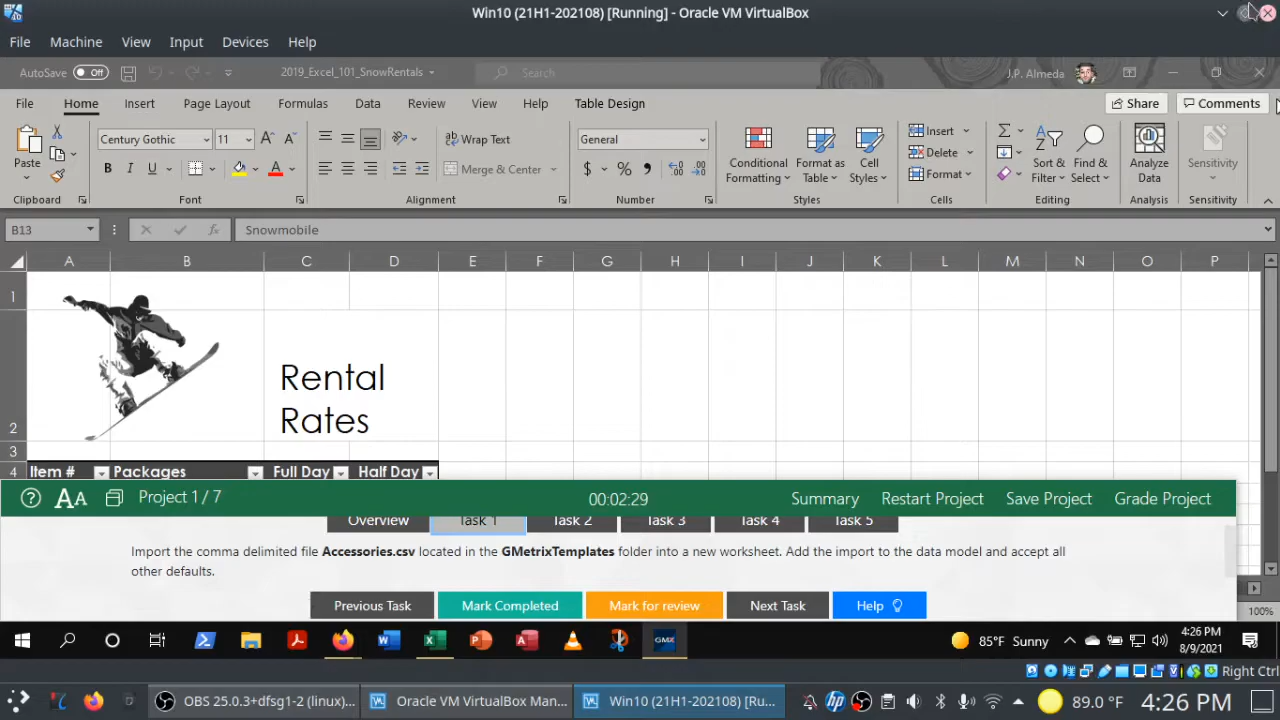 Win10 (21H1-202108) [Running] - Oracle VM VirtualBox
File Machine View Input Devices Help
AutoSave Off 2019_Excel_101_SnowRentals Search J.P. Almeda
File Home Insert Page Layout Formulas Data Review View Help Table Design Share Comments
Century Gothic 11 A A Wrap Text General Insert Σ
Paste Conditional Formatting Format as Table Cell Styles Delete Sort & Filter Find & Select Analyze Data Sensitivity
B I U A Merge & Center $ % , Format
Clipboard Font Alignment Number Styles Cells Editing Analysis Sensitivity
B13 fx Snowmobile
A B C D E F G H I J K L M N O P
1
Rental
Rates
2
3
4 Item # Packages Full Day Half Day
? AA Project 1 / 7 00:02:29 Summary Restart Project Save Project Grade Project
Overview Task 1 Task 2 Task 3 Task 4 Task 5
Import the comma delimited file Accessories.csv located in the GMetrixTemplates folder into a new worksheet. Add the import to the data model and accept all
other defaults.
Previous Task Mark Completed Mark for review Next Task Help
100%
GMX 85°F Sunny 4:26 PM
8/9/2021
Right Ctrl
OBS 25.0.3+dfsg1-2 (linux)... Oracle VM VirtualBox Man... Win10 (21H1-202108) [Ru... 89.0 °F 4:26 PM